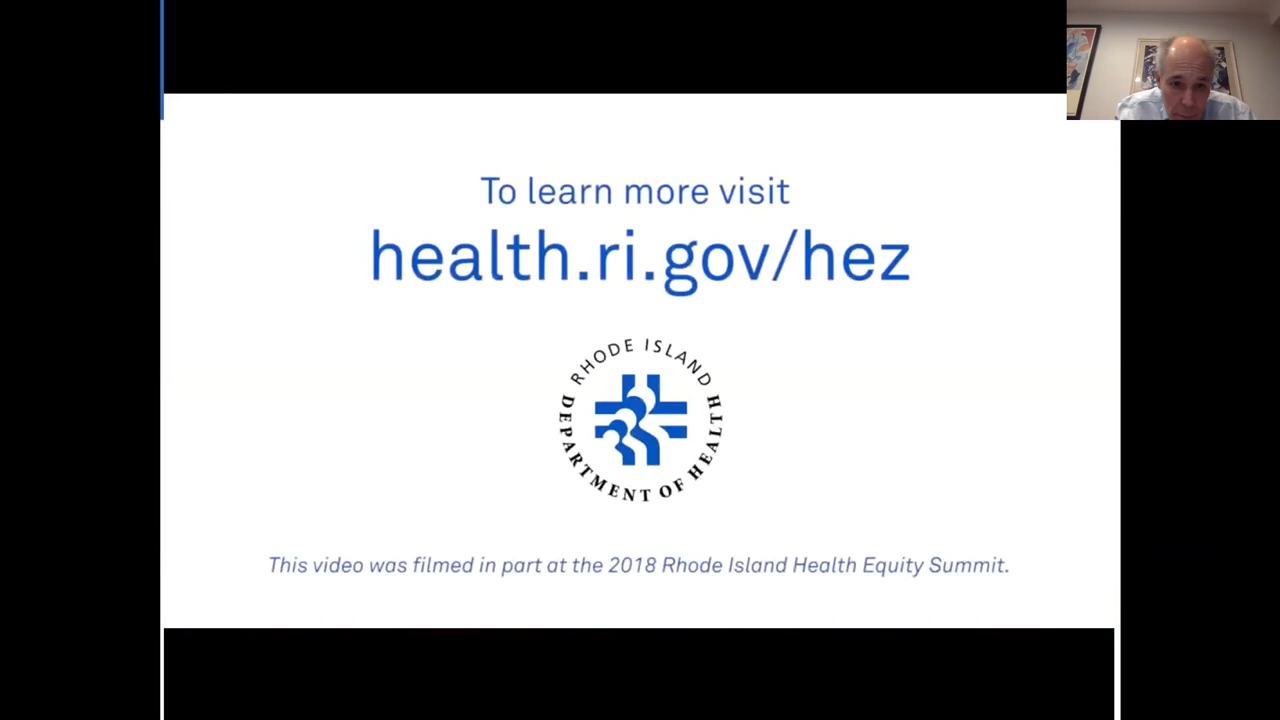 To learn more visit
health.ri.gov/hez
RHODE ISLAND
DEPARTMENT OF HEALTH
This video was filmed in part at the 2018 Rhode Island Health Equity Summit.